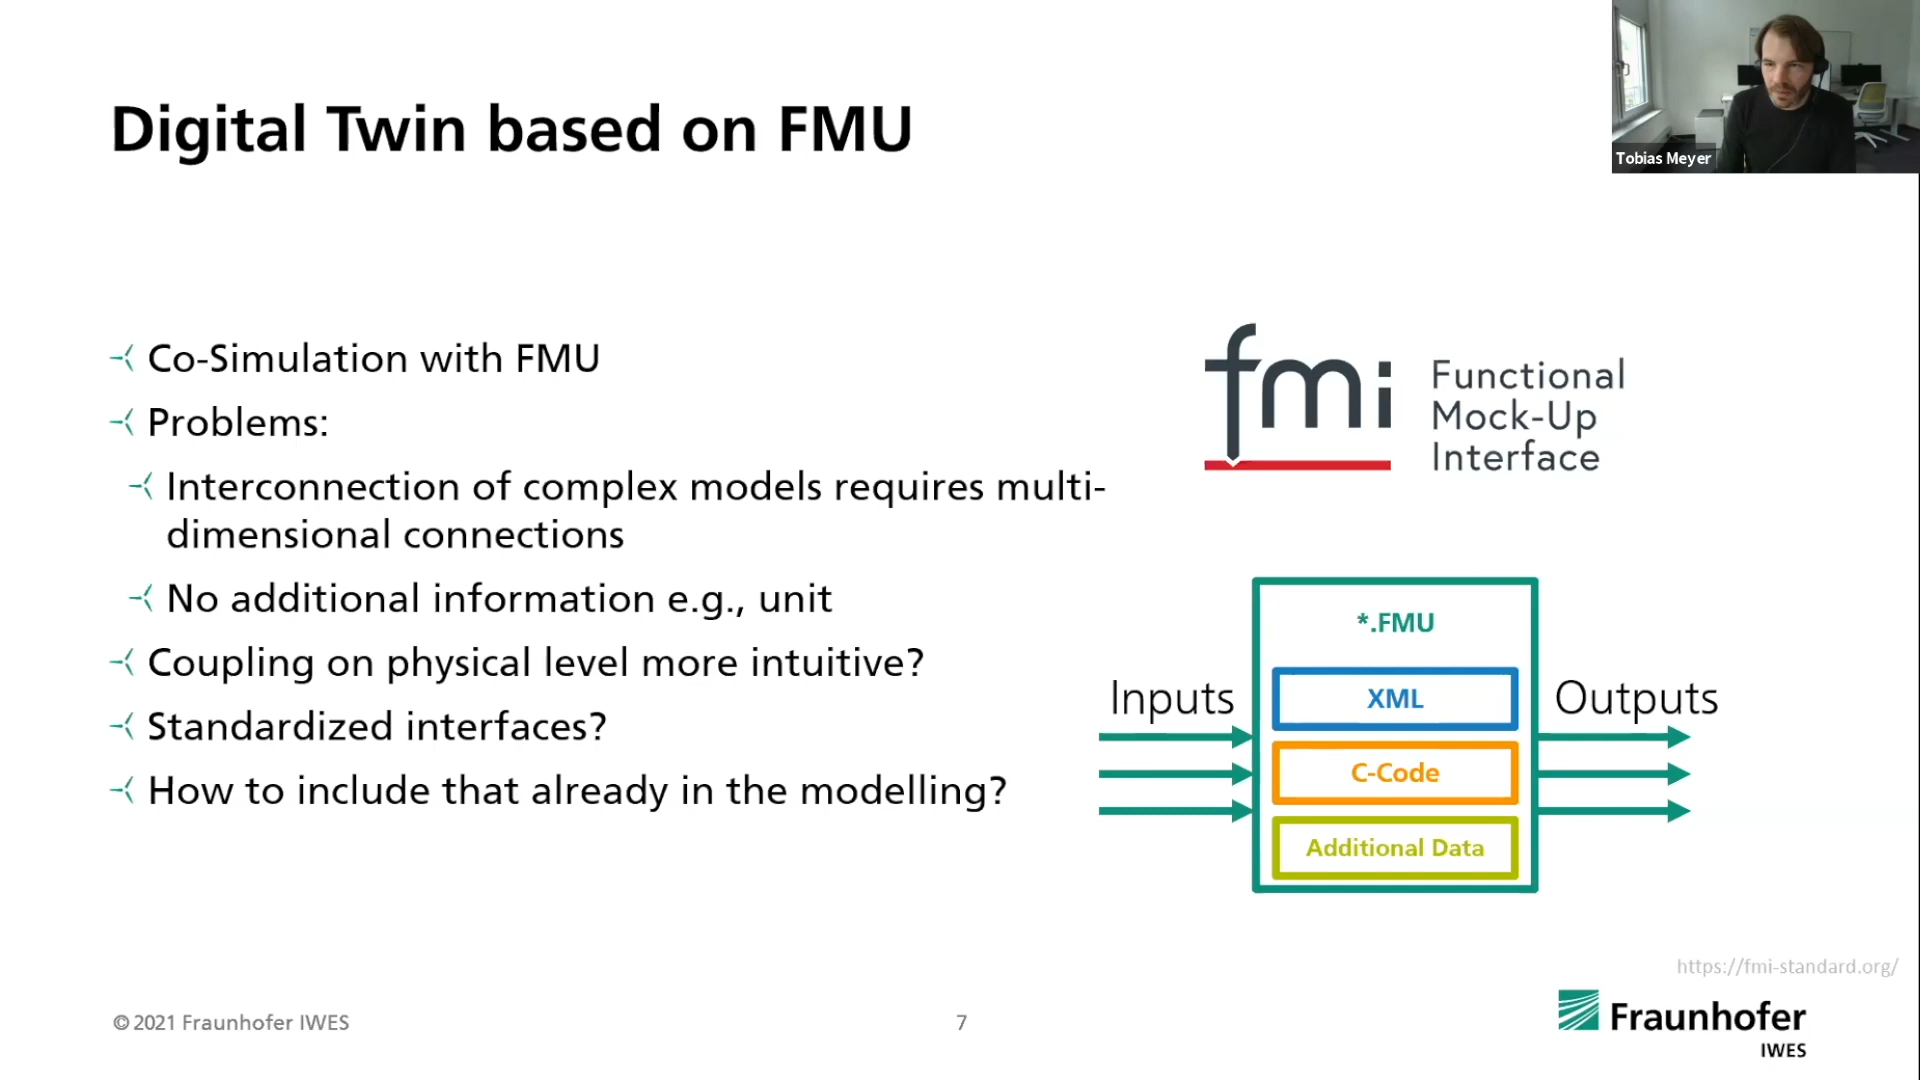 Digital Twin based on FMU
Tobias Meyer
Co-Simulation with FMU
Problems:
Interconnection of complex models requires multi-
dimensional connections
No additional information e.g., unit
Coupling on physical level more intuitive?
Standardized interfaces?
How to include that already in the modelling?
fmi
Functional
Mock-Up
Interface
*.FMU
Inputs
XML
Outputs
C-Code
Additional Data
https://fmi-standard.org/
© 2021 Fraunhofer IWES
7
Fraunhofer
IWES